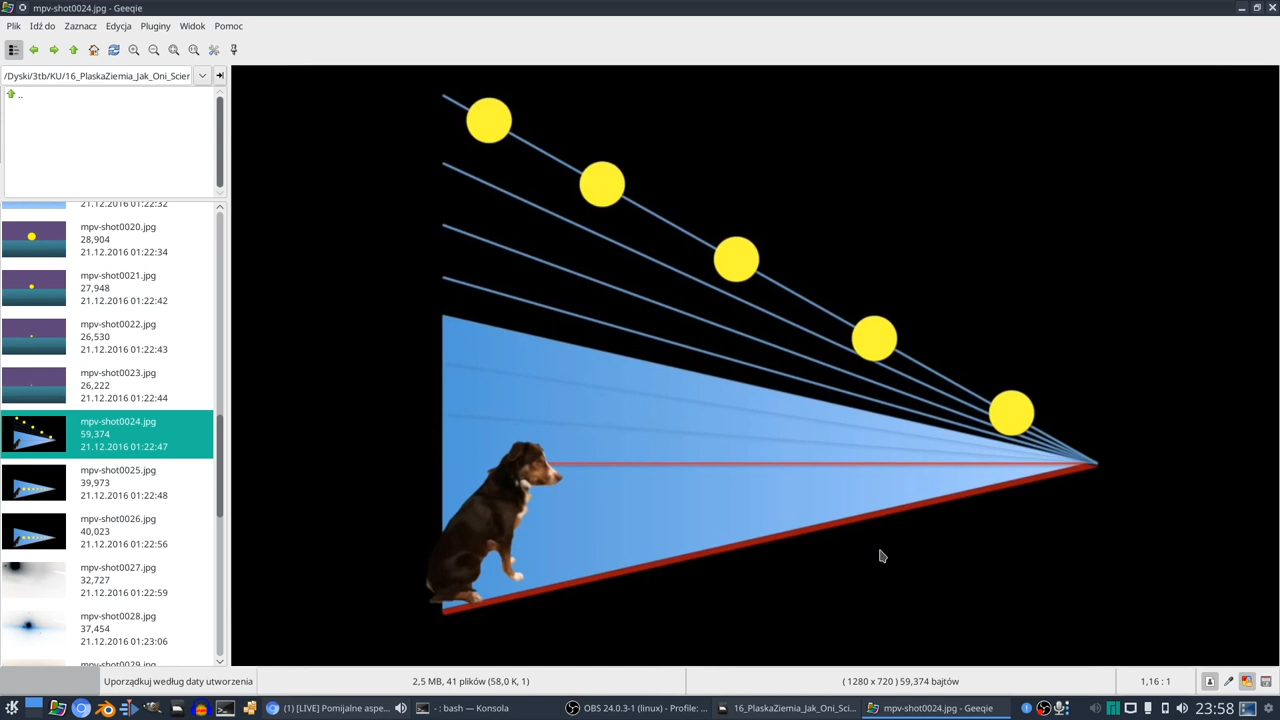 mpv-shot0024.jpg - Geeqie
Plik Idź do Zaznacz Edycja Pluginy Widok Pomoc
/Dyski/3tb/KU/16_PlaskaZiemia_Jak_Oni_Scier
..
21.12.2016 01:22:32
mpv-shot0020.jpg
28,904
21.12.2016 01:22:34
mpv-shot0021.jpg
27,948
21.12.2016 01:22:42
mpv-shot0022.jpg
26,530
21.12.2016 01:22:43
mpv-shot0023.jpg
26,222
21.12.2016 01:22:44
mpv-shot0024.jpg
59,374
21.12.2016 01:22:47
mpv-shot0025.jpg
39,973
21.12.2016 01:22:48
mpv-shot0026.jpg
40,023
21.12.2016 01:22:56
mpv-shot0027.jpg
32,727
21.12.2016 01:22:59
mpv-shot0028.jpg
37,454
21.12.2016 01:23:06
mpv-shot0029.jpg
Uporządkuj według daty utworzenia 2,5 MB, 41 plików (58,0 K, 1) ( 1280 x 720 ) 59,374 bajtów 1,16 : 1
(1) [LIVE] Pomijalne aspe... - : bash — Konsola OBS 24.0.3-1 (linux) - Profile: ... 16_PlaskaZiemia_Jak_Oni_Sci... mpv-shot0024.jpg - Geeqie 23:58